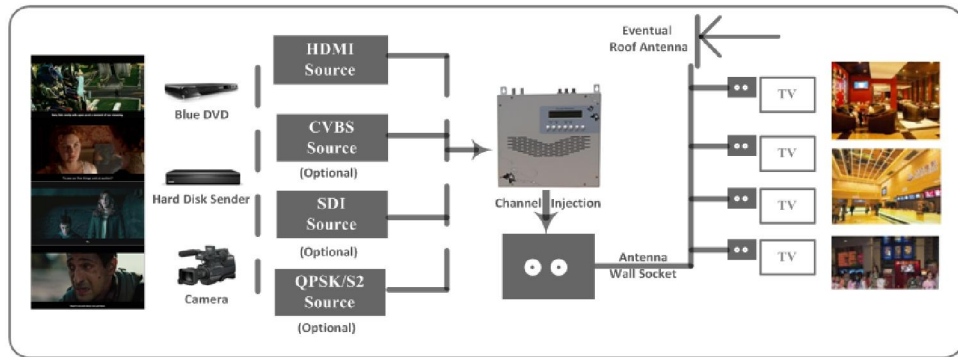 HDMI
Source
Blue DVD
CVBS
Source
(Optional)
Hard Disk Sender
SDI
Source
(Optional)
Camera
QPSK/S2
Source
(Optional)
Channel Injection
Eventual
Roof Antenna
Antenna
Wall Socket
TV
TV
TV
TV